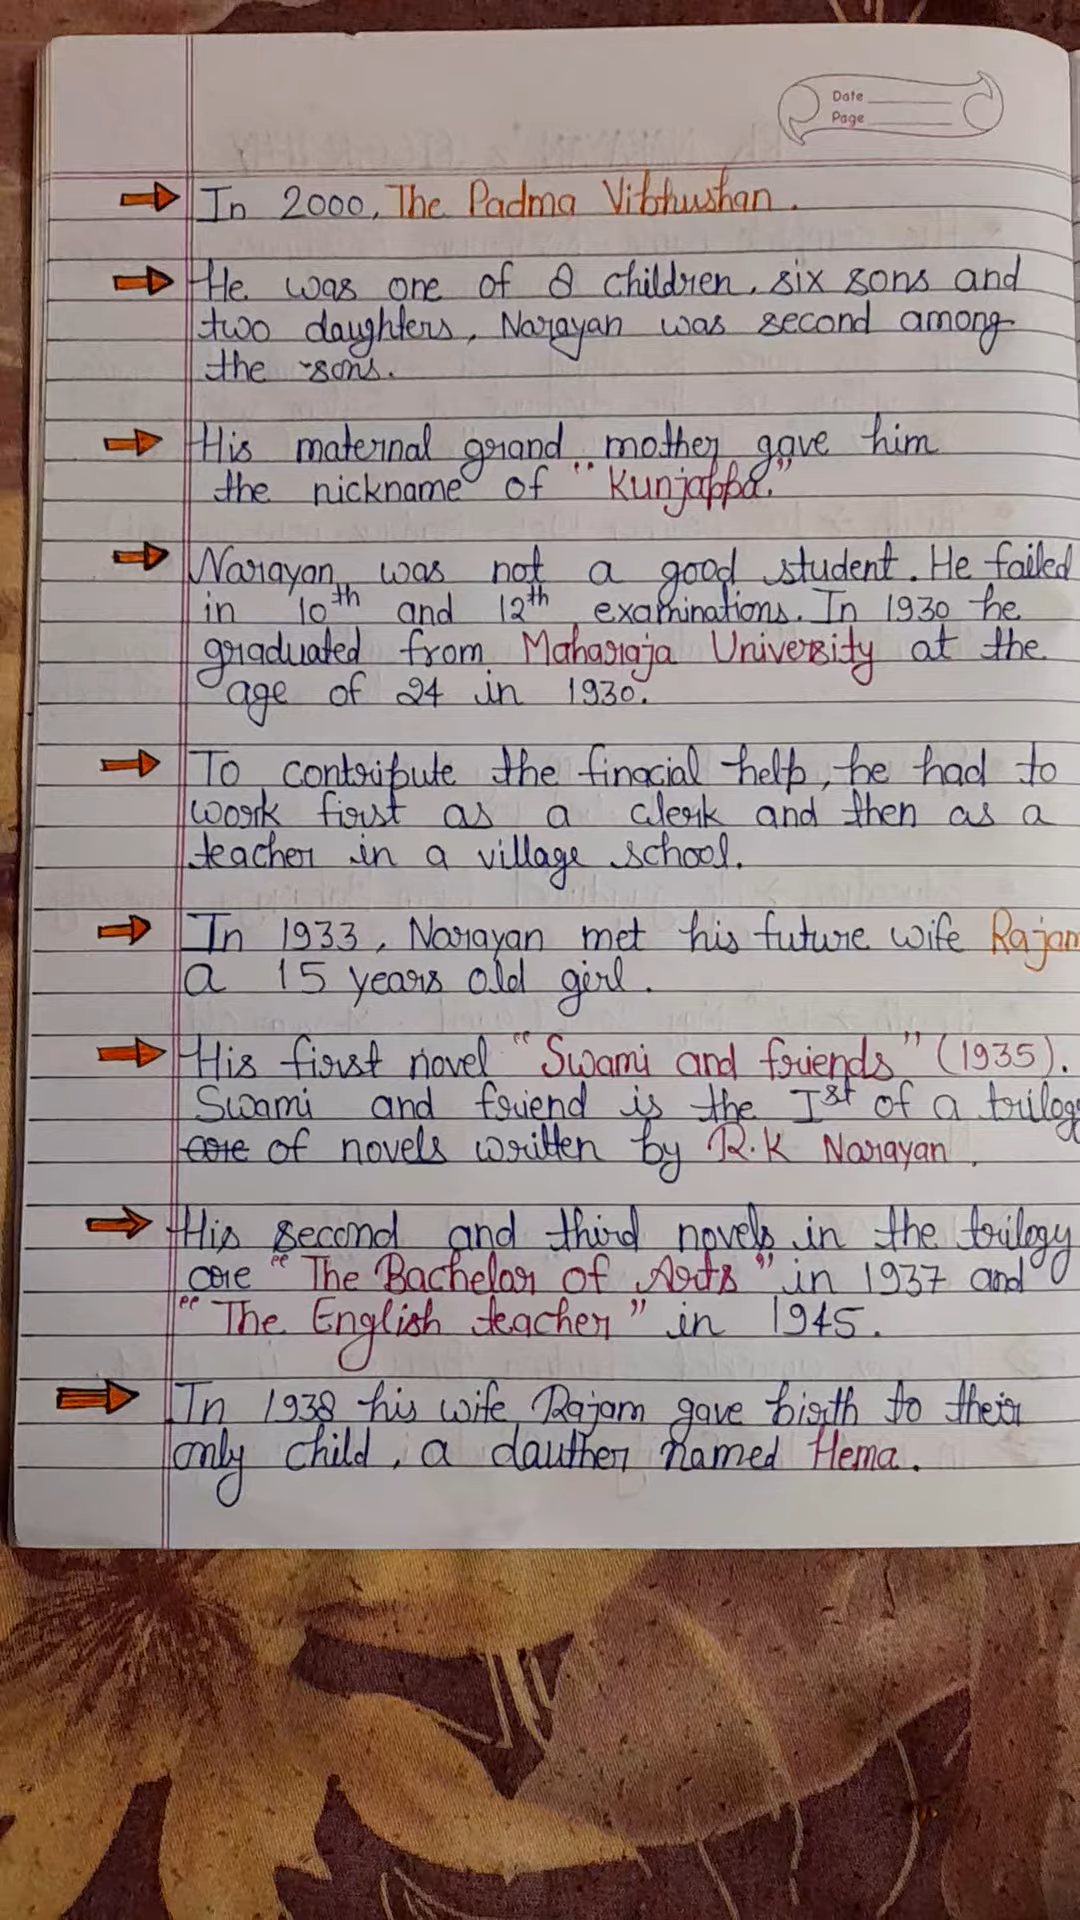 Date
Page
In 2000, The Padma Vibhushan.
He was one of 8 children, six sons and
two daughters, Narayan was second among
the sons.
His maternal grand mother gave him
the nickname of "Kunjappa."
Narayan was not a good student. He failed
in 10th and 12th examinations. In 1930 he
graduated from Maharaja University at the
age of 24 in 1930.
To contribute the finacial help, he had to
work first as a clerk and then as a
teacher in a village school.
In 1933, Narayan met his future wife Rajam
a 15 years old girl.
His first novel "Swami and friends" (1935).
Swami and friend is the Ist of a trilogy
are of novels written by R.K Narayan.
His second and third novels in the trilogy
are "The Bachelor of Arts" in 1937 and
"The English teacher" in 1945.
In 1938 his wife Rajam gave birth to their
only child, a dauther named Hema.